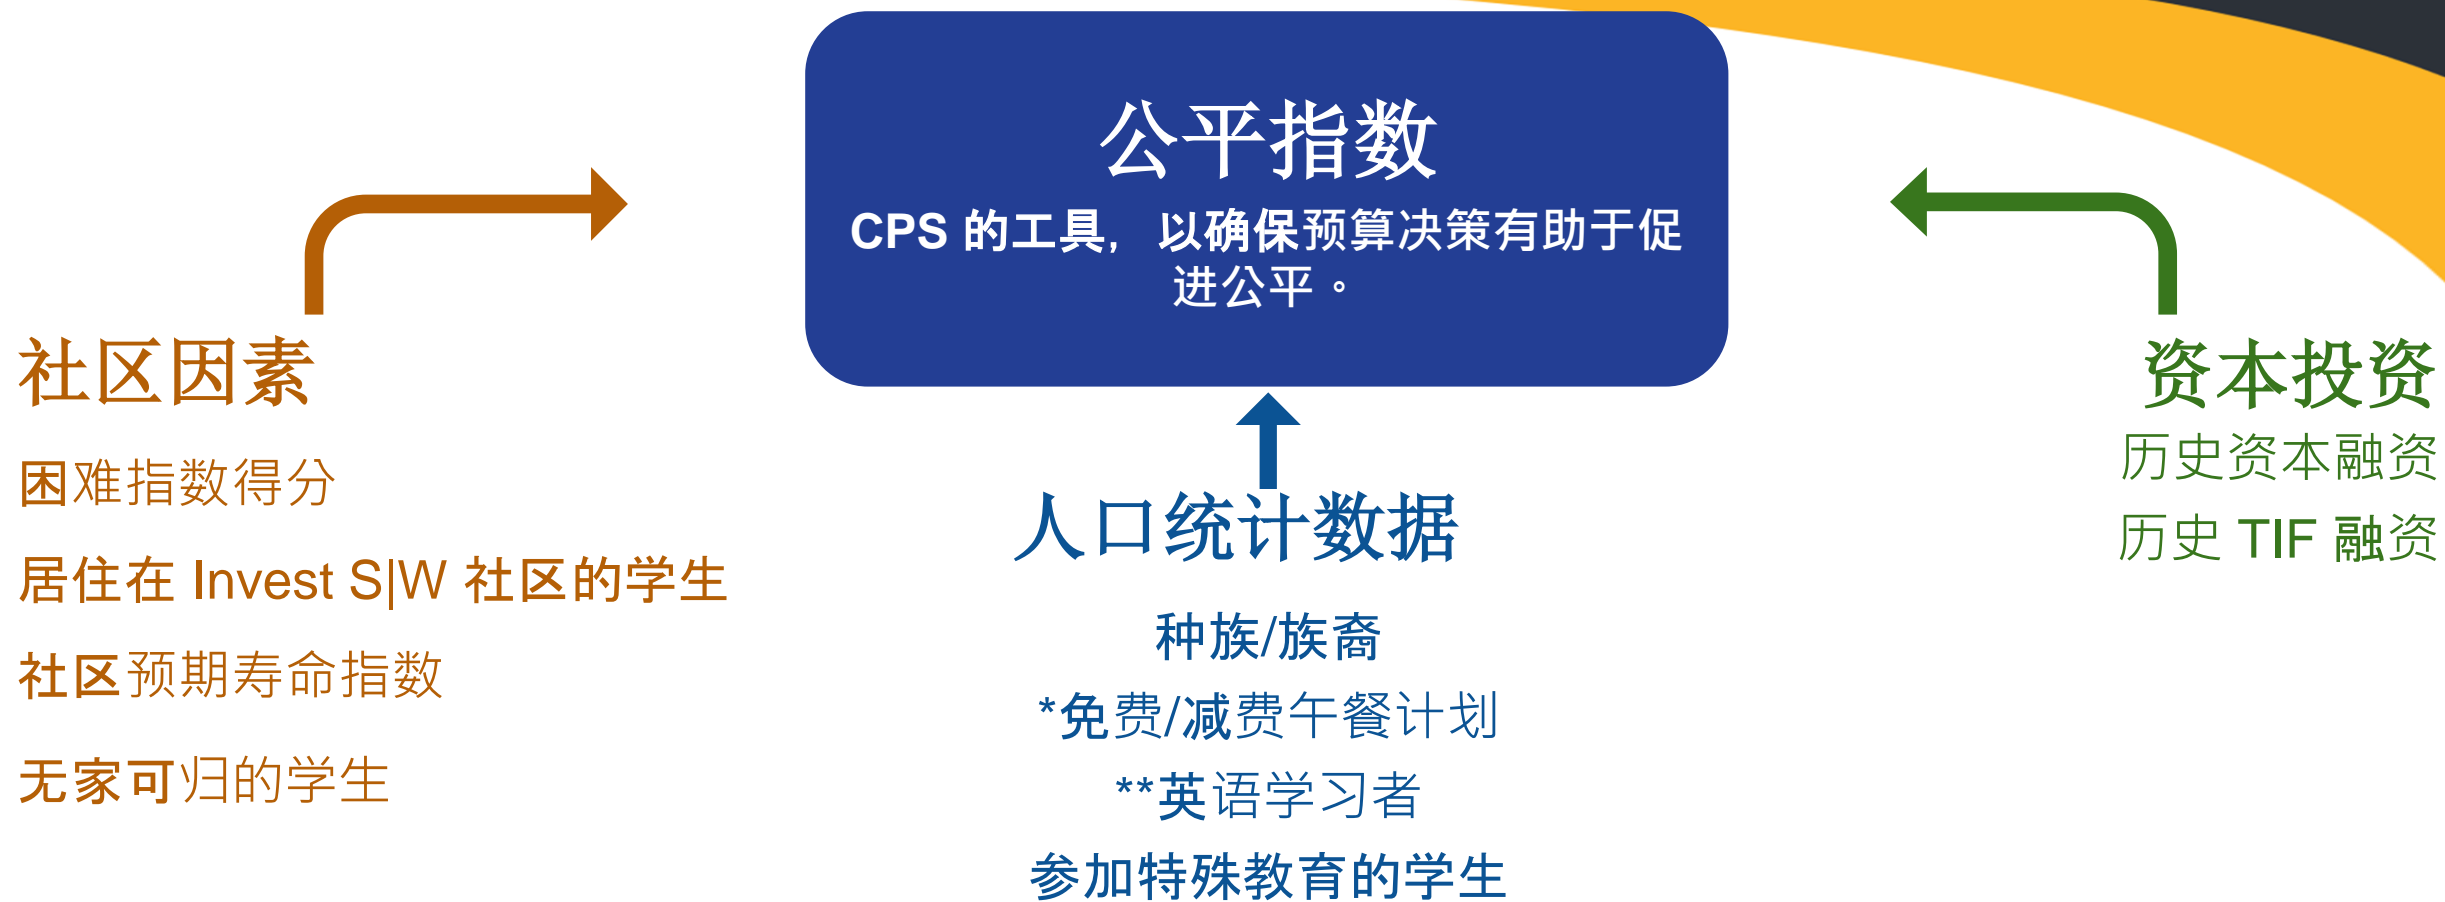 公平指数
CPS 的工具, 以确保预算决策有助于促
进公平。
社区因素
困难指数得分
居住在 Invest S|W 社区的学生
社区预期寿命指数
无家可归的学生
人口统计数据
种族/族裔
*免费/减费午餐计划
**英语学习者
参加特殊教育的学生
资本投资
历史资本融资
历史 TIF 融资